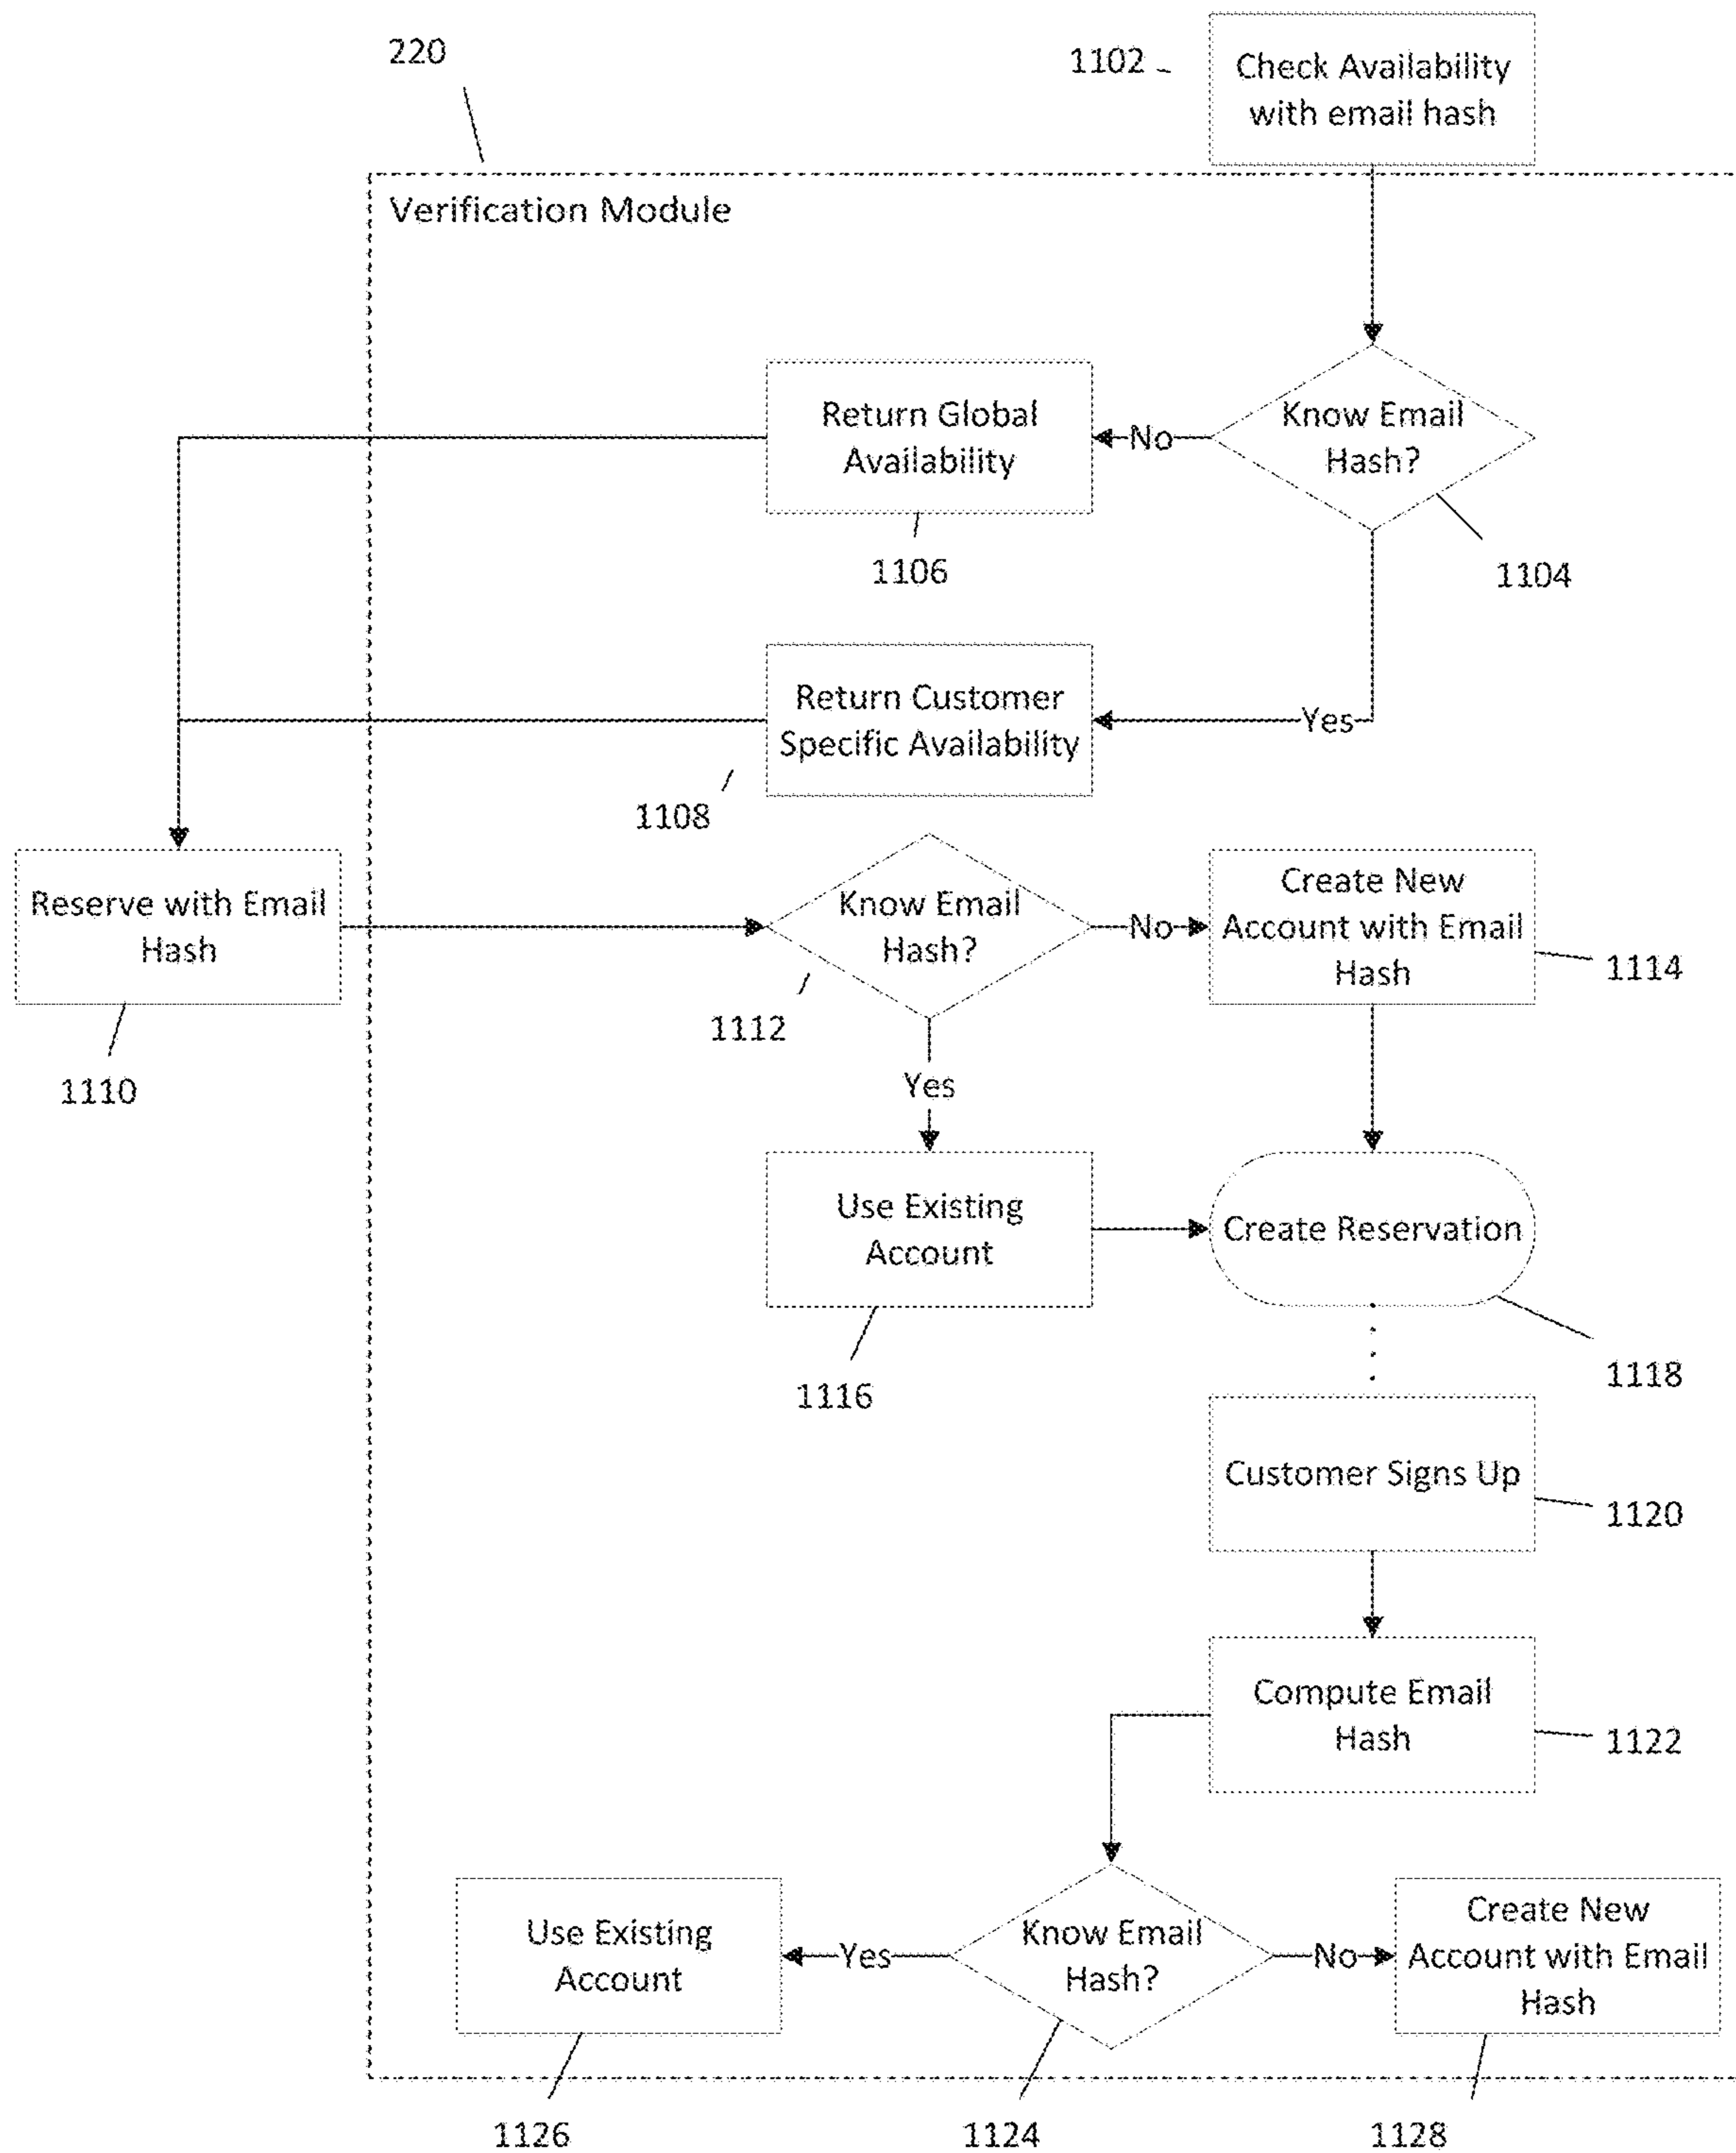 220
1102
Check Availability
with email hash
Verification Module
Return Global
Availability
No
Know Email
Hash?
1106
1104
Return Customer
Specific Availability
Yes
1108
Reserve with Email
Hash
Know Email
Hash?
No
Create New
Account with Email
Hash
1114
1112
1110
Yes
Use Existing
Account
Create Reservation
1118
1116
Customer Signs Up
1120
Compute Email
Hash
1122
Use Existing
Account
Yes
Know Email
Hash?
No
Create New
Account with Email
Hash
1126
1124
1128